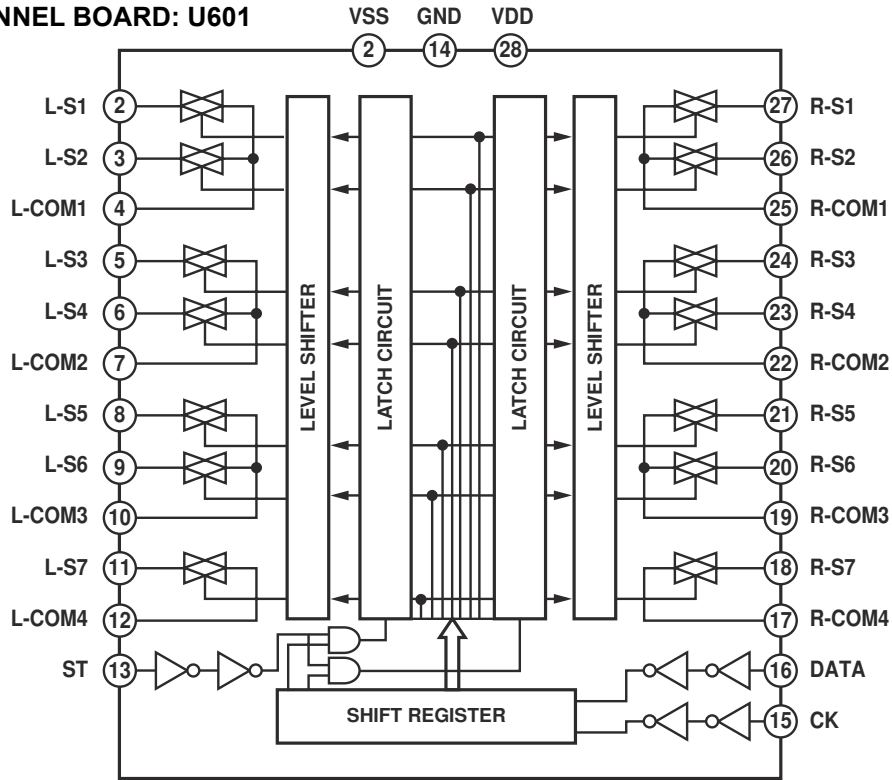 NNEL BOARD: U601
VSS GND VDD
2 14 28
L-S1 2 27 R-S1
L-S2 3 26 R-S2
L-COM1 4 25 R-COM1
L-S3 5 24 R-S3
L-S4 6 23 R-S4
L-COM2 7 22 R-COM2
L-S5 8 21 R-S5
L-S6 9 20 R-S6
L-COM3 10 19 R-COM3
L-S7 11 18 R-S7
L-COM4 12 17 R-COM4
LEVEL SHIFTER
LATCH CIRCUIT
LATCH CIRCUIT
LEVEL SHIFTER
ST 13 16 DATA
SHIFT REGISTER
15 CK